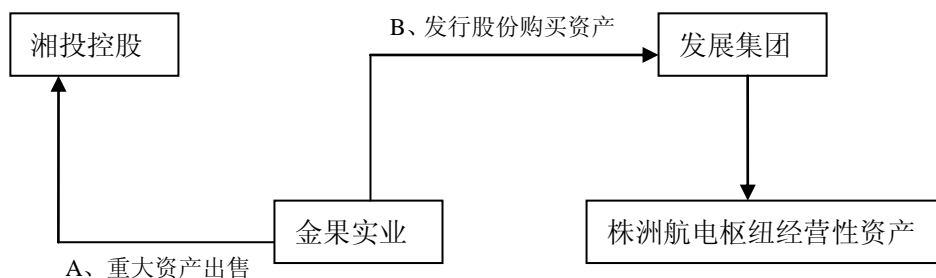 B、发行股份购买资产
湘投控股
发展集团
金果实业
株洲航电枢纽经营性资产
A、重大资产出售